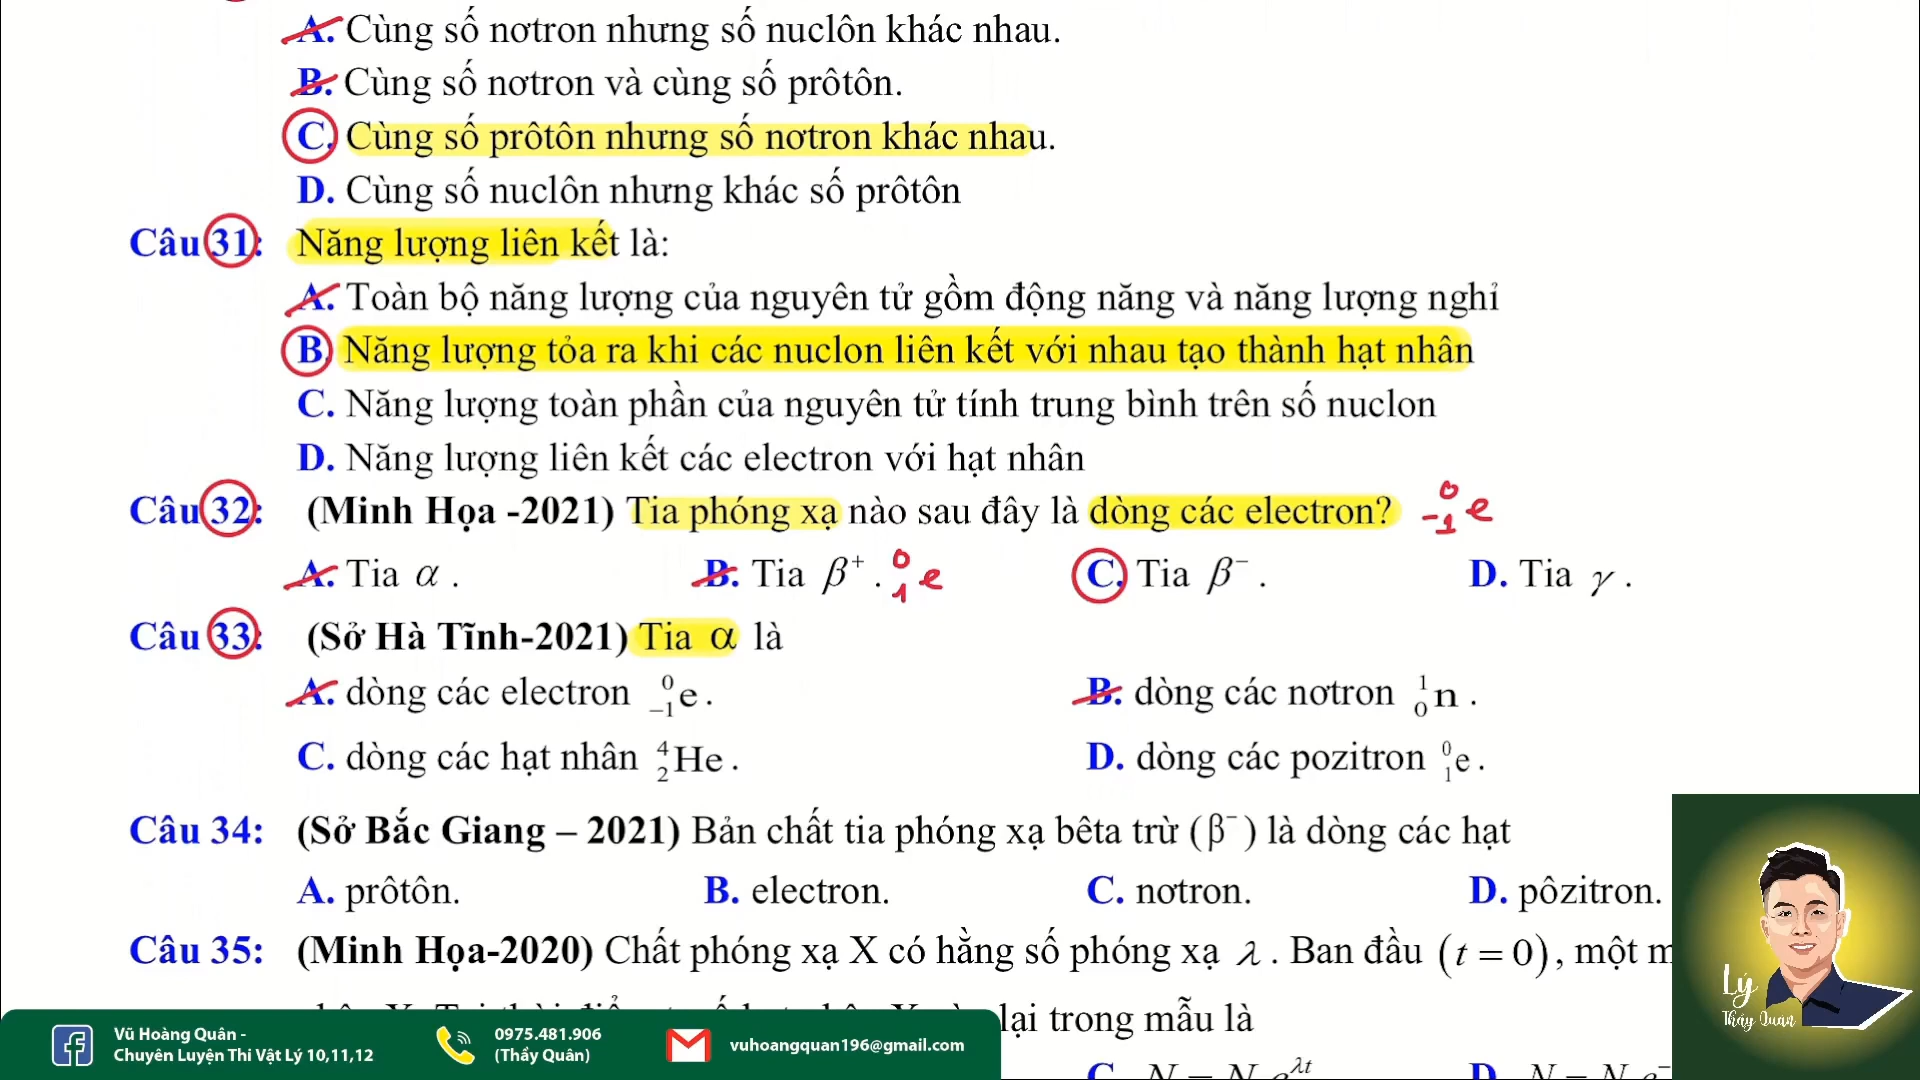 A. Cùng số nơtron nhưng số nuclôn khác nhau.
B. Cùng số nơtron và cùng số prôtôn.
C. Cùng số prôtôn nhưng số nơtron khác nhau.
D. Cùng số nuclôn nhưng khác số prôtôn
Câu 31: Năng lượng liên kết là:
A. Toàn bộ năng lượng của nguyên tử gồm động năng và năng lượng nghỉ
B. Năng lượng tỏa ra khi các nuclon liên kết với nhau tạo thành hạt nhân
C. Năng lượng toàn phần của nguyên tử tính trung bình trên số nuclon
D. Năng lượng liên kết các electron với hạt nhân
Câu 32: (Minh Họa -2021) Tia phóng xạ nào sau đây là dòng các electron? ⁰₋₁e
A. Tia α . B. Tia β⁺ . ⁰₁e C. Tia β⁻ . D. Tia γ .
Câu 33: (Sở Hà Tĩnh-2021) Tia α là
A. dòng các electron ⁰₋₁e . B. dòng các nơtron ¹₀n .
C. dòng các hạt nhân ⁴₂He . D. dòng các pozitron ⁰₁e .
Câu 34: (Sở Bắc Giang – 2021) Bản chất tia phóng xạ bêta trừ (β⁻) là dòng các hạt
A. prôtôn. B. electron. C. nơtron. D. pôzitron.
Câu 35: (Minh Họa-2020) Chất phóng xạ X có hằng số phóng xạ λ . Ban đầu (t = 0), một
lại trong mẫu là
Vũ Hoàng Quân -
Chuyên Luyện Thi Vật Lý 10,11,12
0975.481.906
(Thầy Quân)
vuhoangquan196@gmail.com
Lý
Thầy Quân